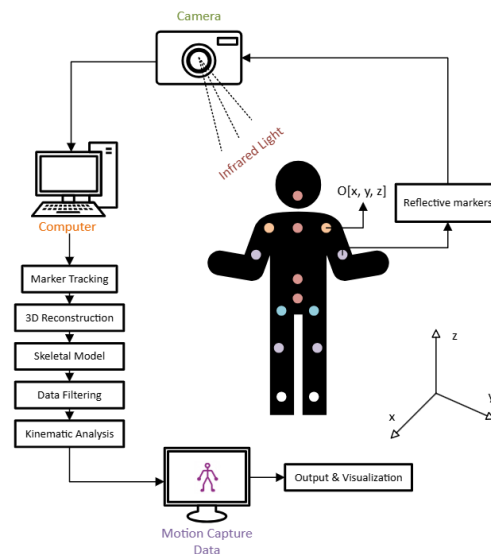 Camera
Infrared Light
O[x, y, z]
Reflective markers
Computer
Marker Tracking
3D Reconstruction
Skeletal Model
Data Filtering
Kinematic Analysis
z
y
x
Output & Visualization
Motion Capture
Data